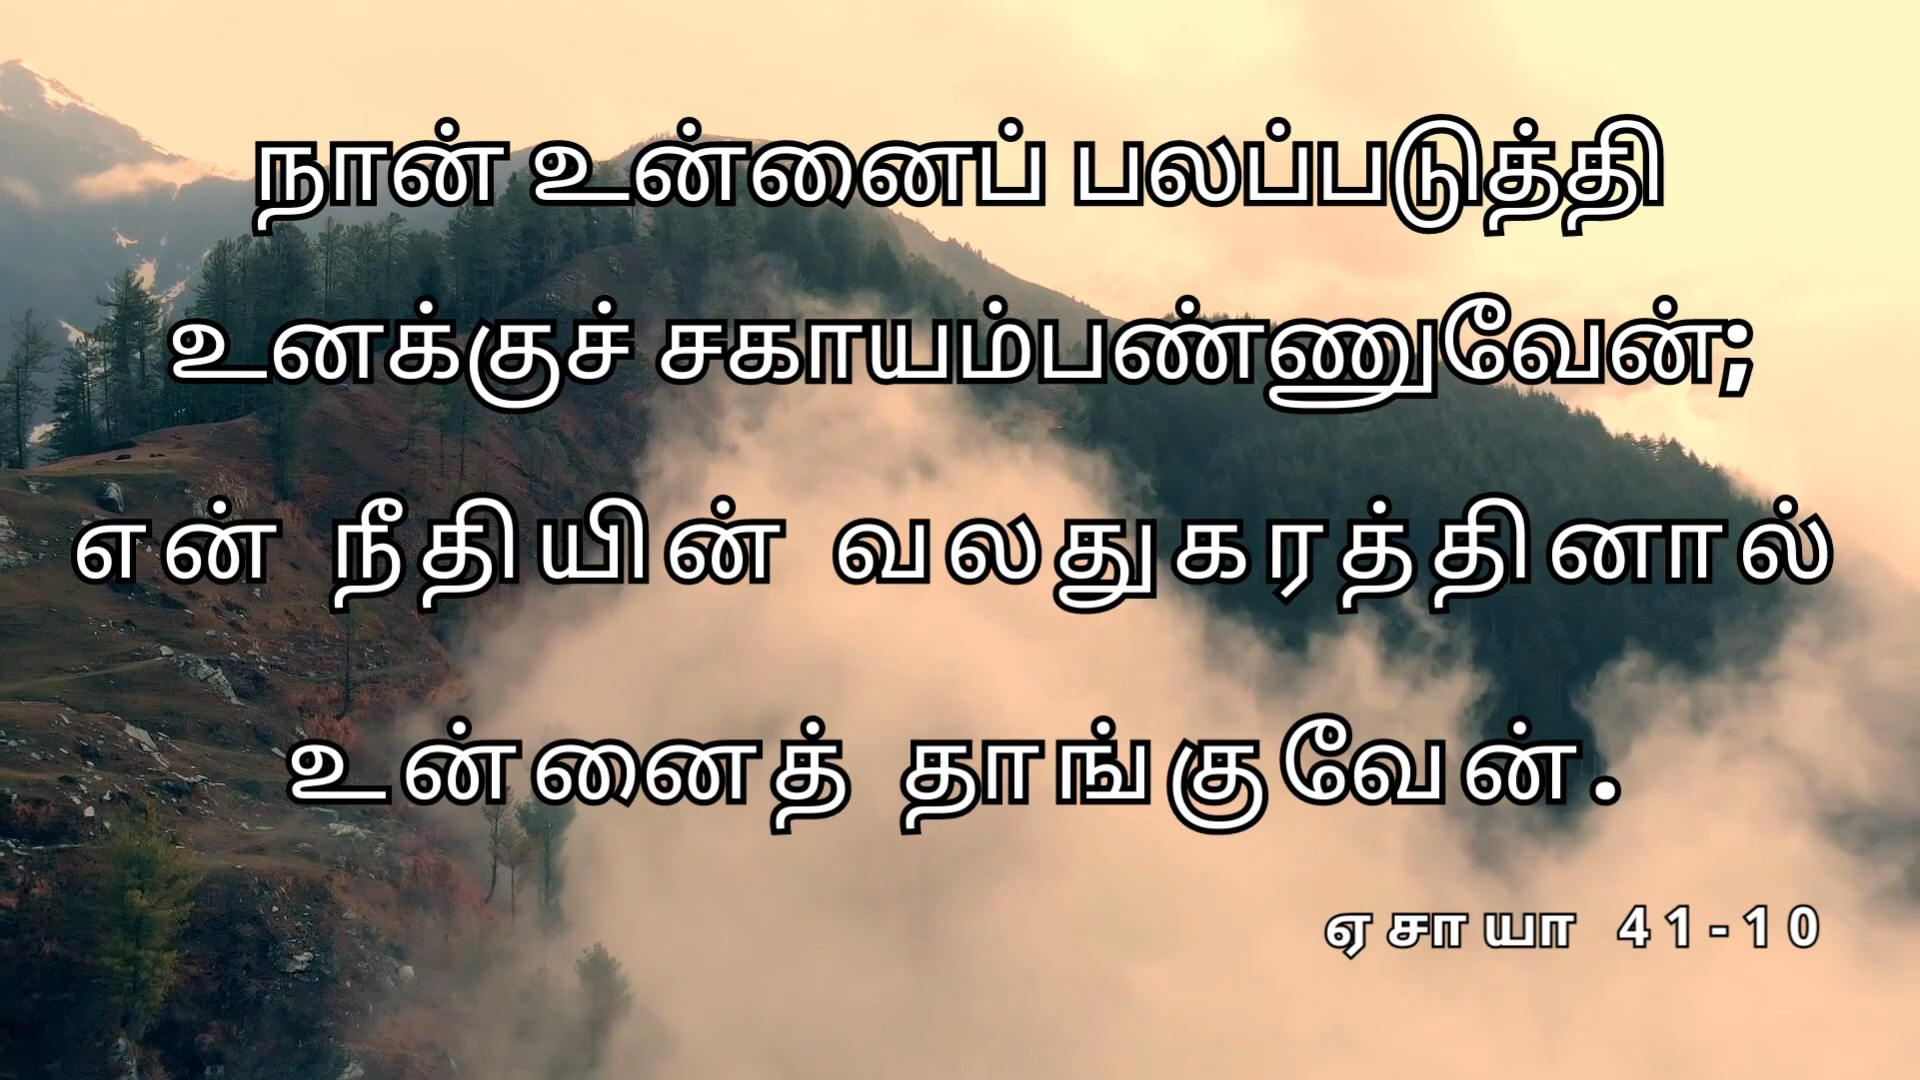 நான் உன்னைப் பலப்படுத்தி
உனக்குச் சகாயம்பண்ணுவேன்;
என் நீதியின் வலதுகரத்தினால்
உன்னைத் தாங்குவேன்.
ஏசாயா 41-10